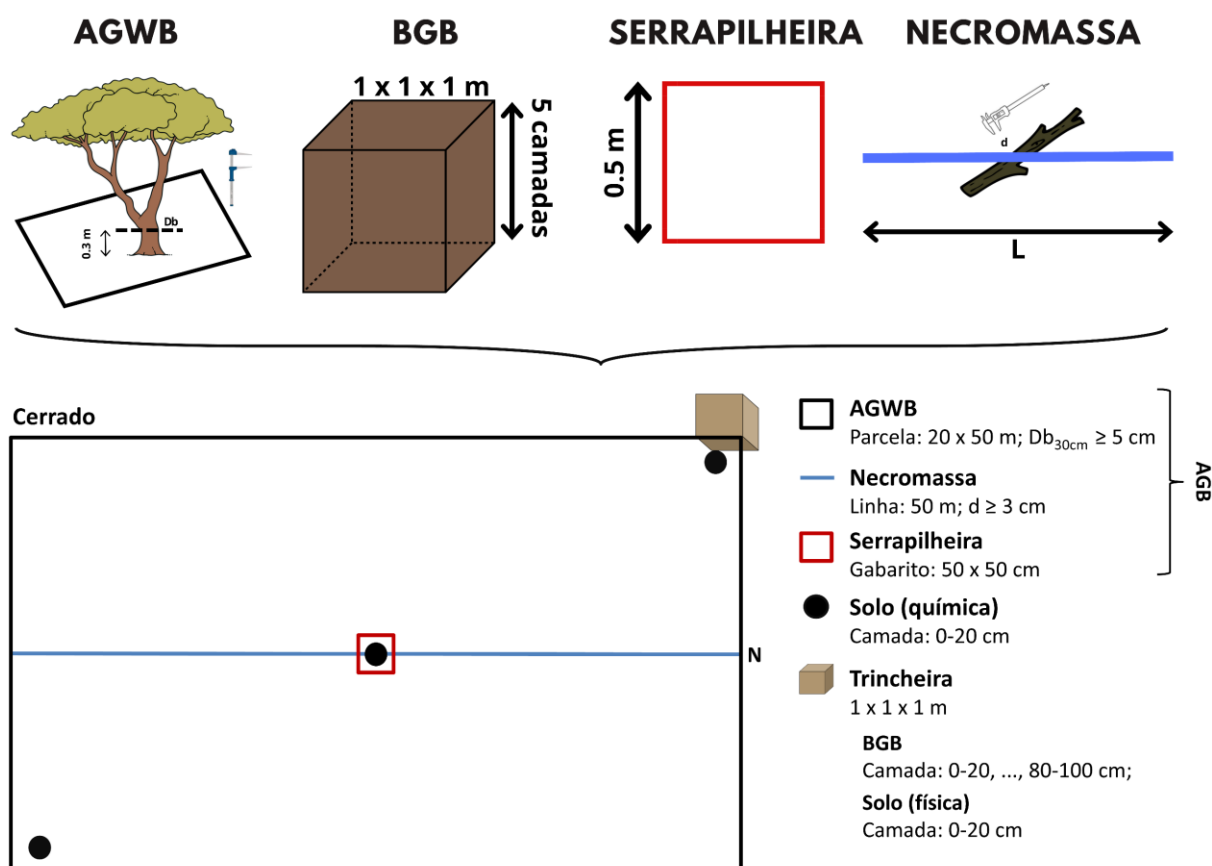 AGWB
BGB
SERRAPILHEIRA
NECROMASSA
1 x 1 x 1 m
5 camadas
0.5 m
d
L
Db
0.3 m
Cerrado
N
AGWB
Parcela: 20 x 50 m; Db30cm ≥ 5 cm
Necromassa
Linha: 50 m; d ≥ 3 cm
Serrapilheira
Gabarito: 50 x 50 cm
AGB
Solo (química)
Camada: 0-20 cm
Trincheira
1 x 1 x 1 m
BGB
Camada: 0-20, ..., 80-100 cm;
Solo (física)
Camada: 0-20 cm